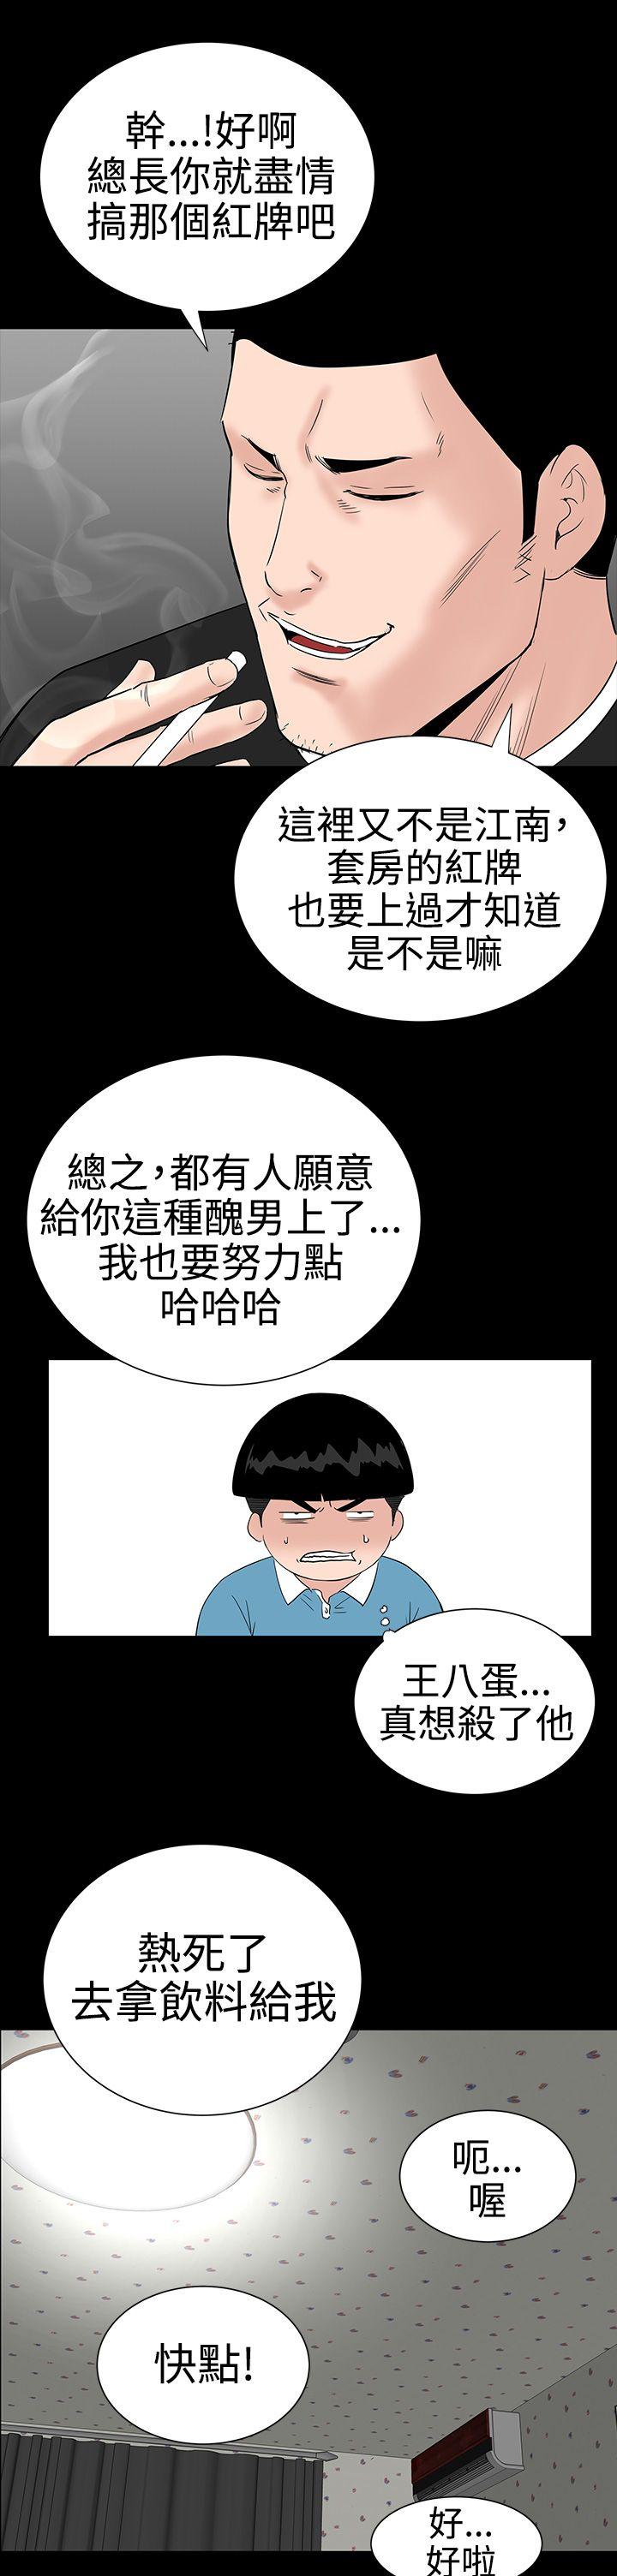 幹...!好啊
總長你就盡情
搞那個紅牌吧
這裡又不是江南,
套房的紅牌
也要上過才知道
是不是嘛
總之,都有人願意
給你這種醜男上了...
我也要努力點
哈哈哈
王八蛋...
真想殺了他
熱死了
去拿飲料給我
呃...
喔
快點!
好...
好啦